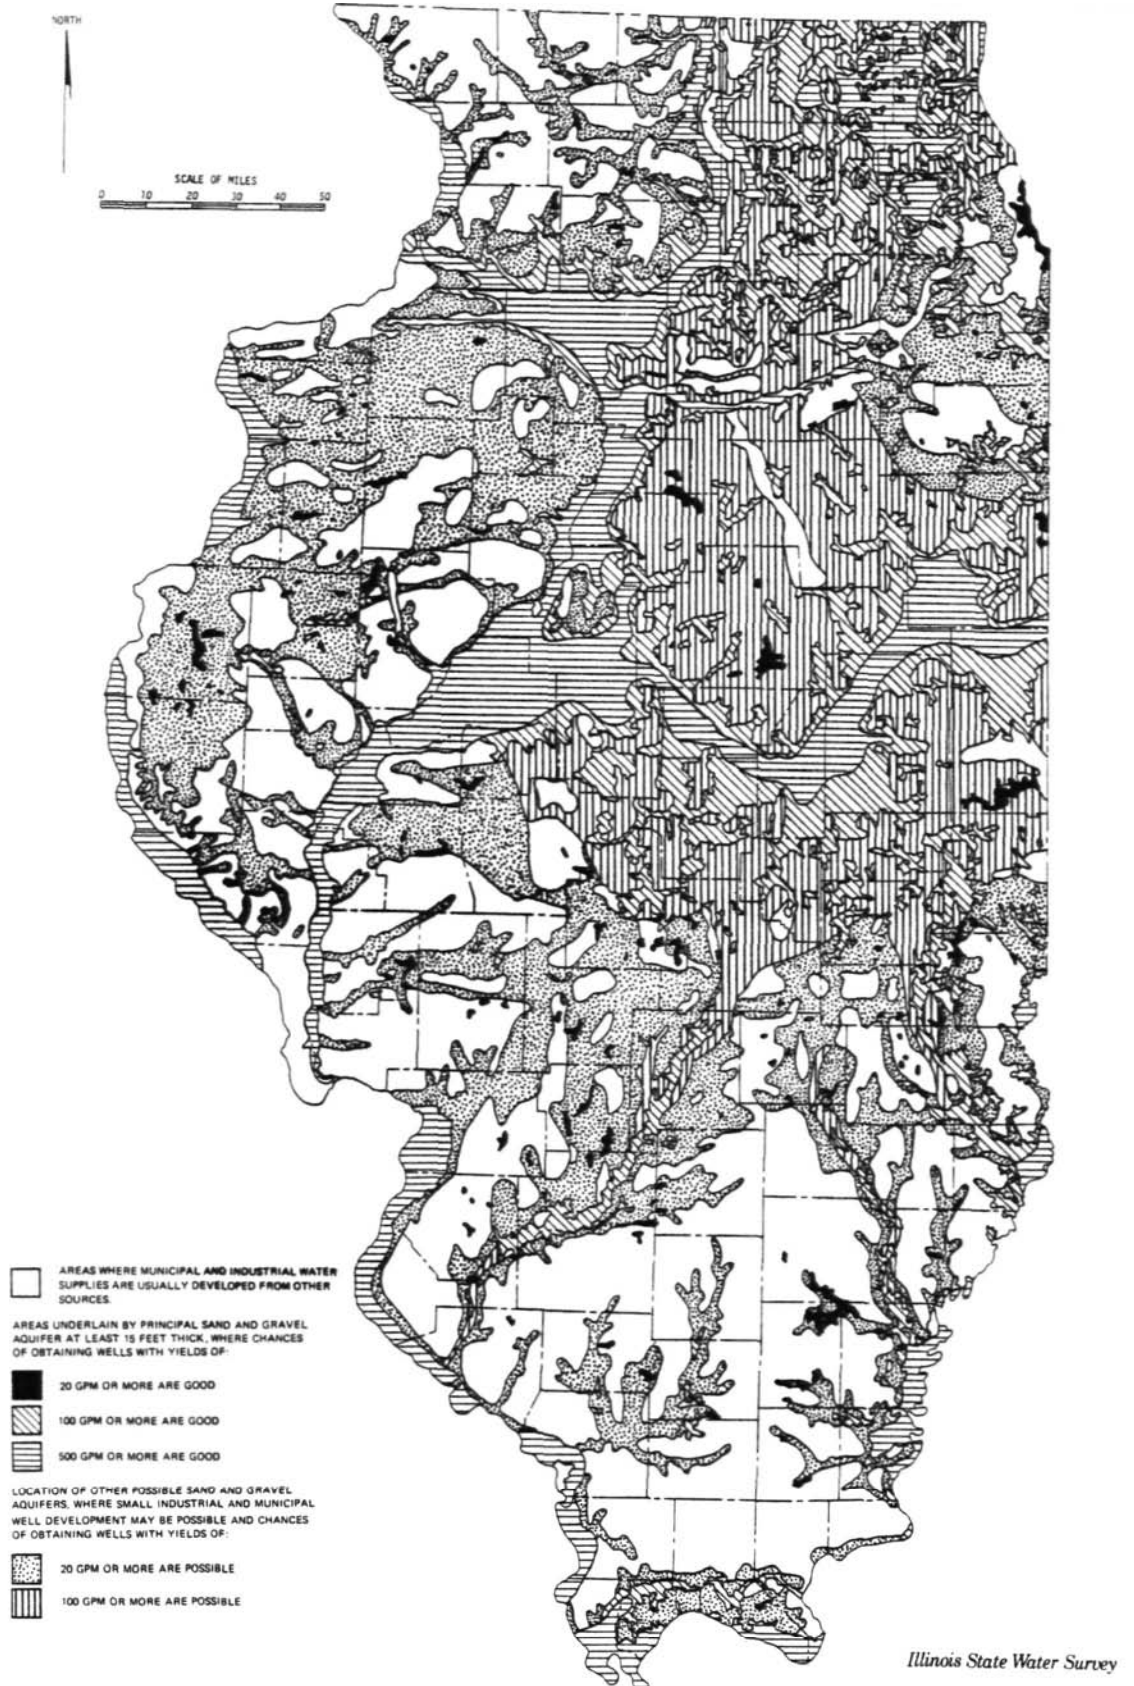 NORTH
SCALE OF MILES
0 10 20 30 40 50
AREAS WHERE MUNICIPAL AND INDUSTRIAL WATER
SUPPLIES ARE USUALLY DEVELOPED FROM OTHER
SOURCES.
AREAS UNDERLAIN BY PRINCIPAL SAND AND GRAVEL
AQUIFER AT LEAST 15 FEET THICK, WHERE CHANCES
OF OBTAINING WELLS WITH YIELDS OF:
20 GPM OR MORE ARE GOOD
100 GPM OR MORE ARE GOOD
500 GPM OR MORE ARE GOOD
LOCATION OF OTHER POSSIBLE SAND AND GRAVEL
AQUIFERS, WHERE SMALL INDUSTRIAL AND MUNICIPAL
WELL DEVELOPMENT MAY BE POSSIBLE AND CHANCES
OF OBTAINING WELLS WITH YIELDS OF:
20 GPM OR MORE ARE POSSIBLE
100 GPM OR MORE ARE POSSIBLE
Illinois State Water Survey